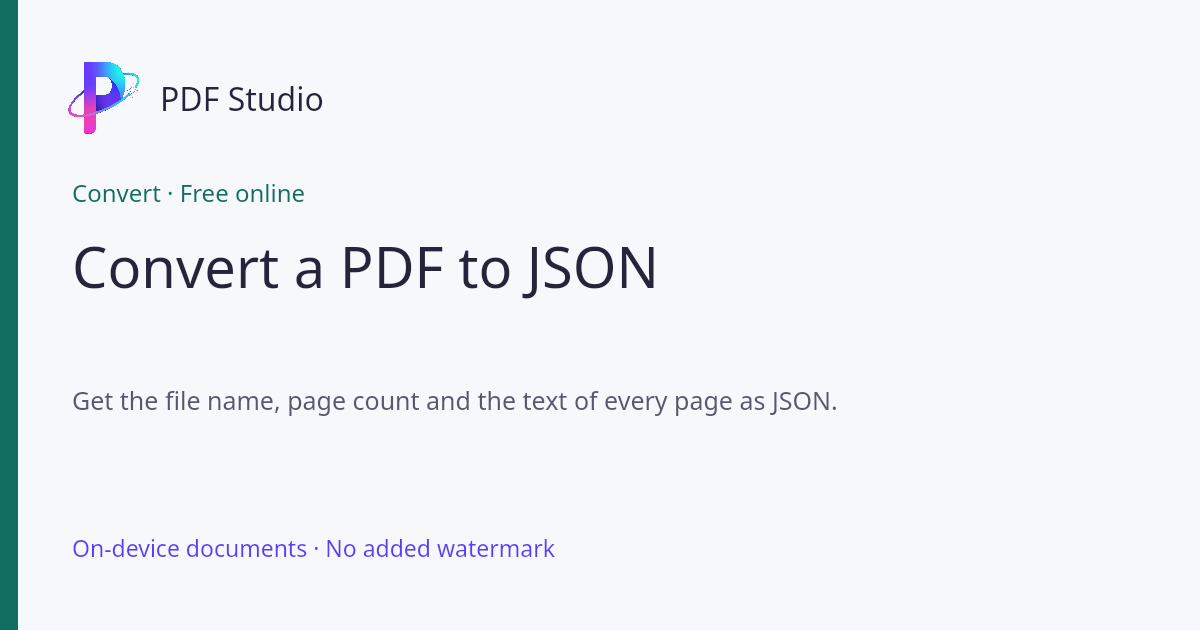 PDF Studio
Convert · Free online
Convert a PDF to JSON
Get the file name, page count and the text of every page as JSON.
On-device documents · No added watermark